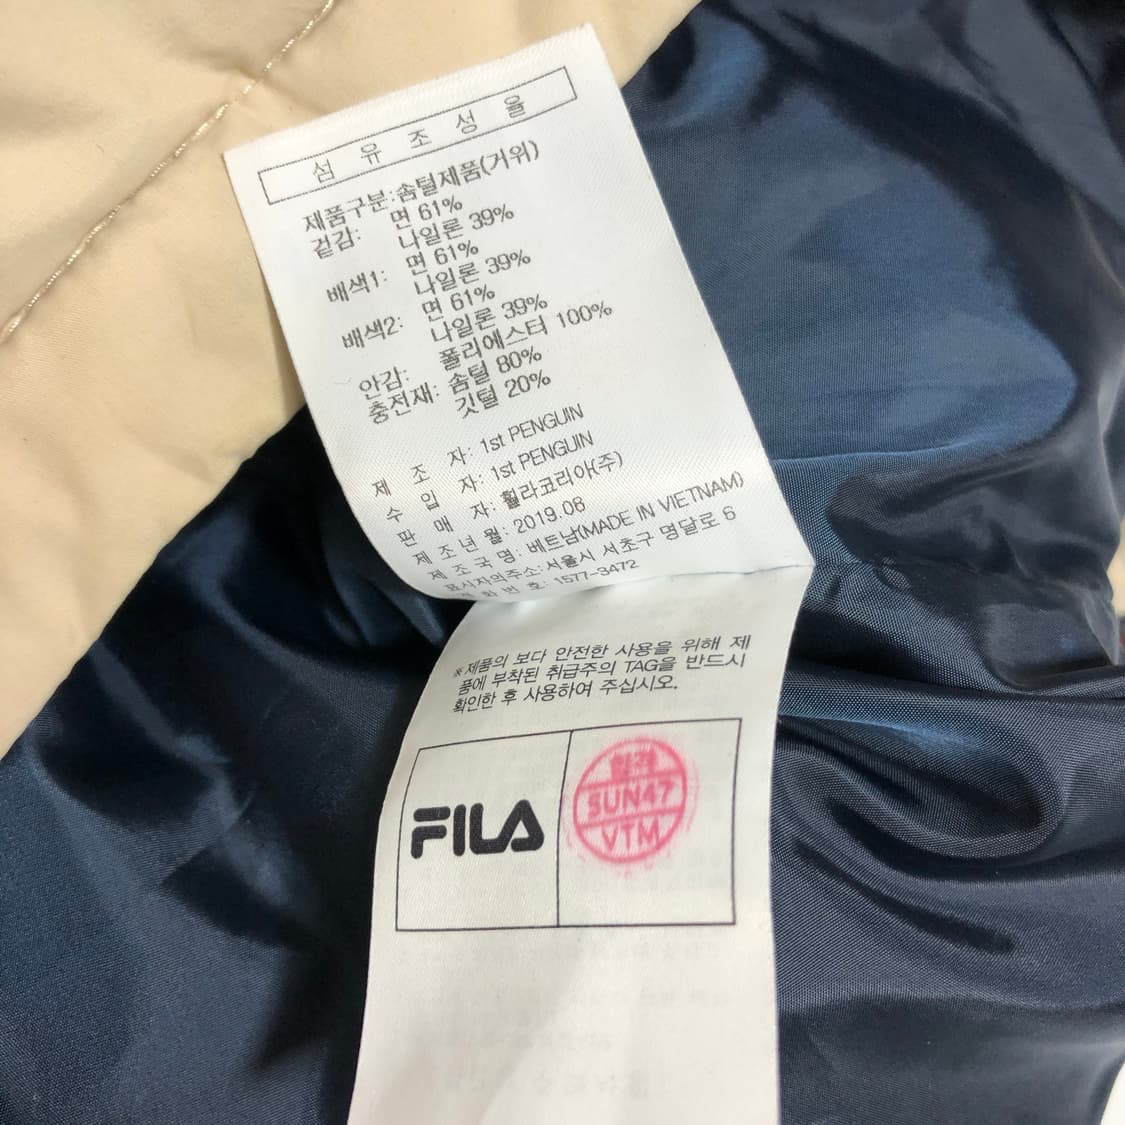 섬 유 조 성 율
제품구분:솜털제품(거위)
겉감: 면 61%
나일론 39%
배색1: 면 61%
나일론 39%
배색2: 면 61%
나일론 39%
안감: 폴리에스터 100%
충전재: 솜털 80%
깃털 20%
제 조 자: 1st PENGUIN
수 입 자: 1st PENGUIN
판 매 자: 휠라코리아(주)
제 조 년 월: 2019.08
제 조 국 명: 베트남(MADE IN VIETNAM)
표시자의주소:서울시 서초구 명달로 6
전 화 번 호: 1577-3472
※제품의 보다 안전한 사용을 위해 제
품에 부착된 취급주의 TAG을 반드시
확인한 후 사용하여 주십시오.
FILA
합격
SUN47
VTM